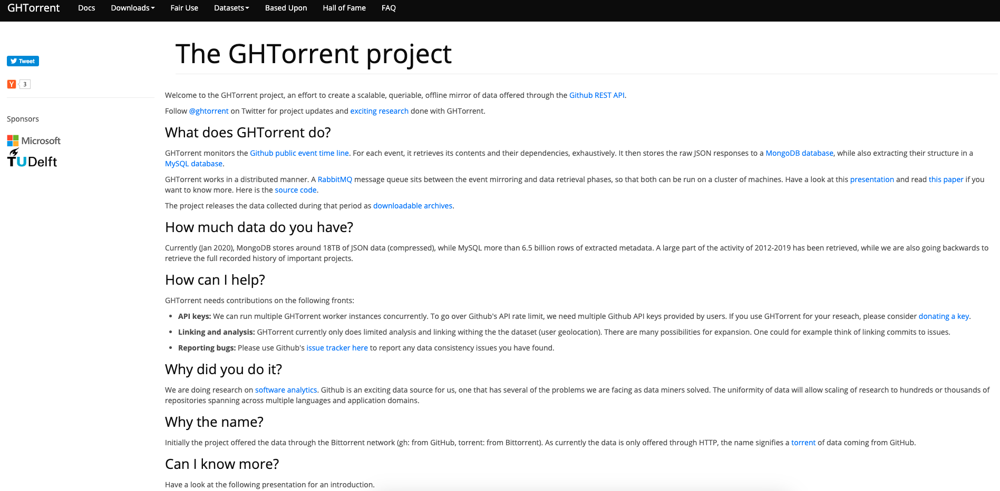 GHTorrent Docs Downloads Fair Use Datasets Based Upon Hall of Fame FAQ
Tweet
Y 3
Sponsors
Microsoft
TUDelft
The GHTorrent project
Welcome to the GHTorrent project, an effort to create a scalable, queriable, offline mirror of data offered through the Github REST API.
Follow @ghtorrent on Twitter for project updates and exciting research done with GHTorrent.
What does GHTorrent do?
GHTorrent monitors the Github public event time line. For each event, it retrieves its contents and their dependencies, exhaustively. It then stores the raw JSON responses to a MongoDB database, while also extracting their structure in a
MySQL database.
GHTorrent works in a distributed manner. A RabbitMQ message queue sits between the event mirroring and data retrieval phases, so that both can be run on a cluster of machines. Have a look at this presentation and read this paper if you
want to know more. Here is the source code.
The project releases the data collected during that period as downloadable archives.
How much data do you have?
Currently (Jan 2020), MongoDB stores around 18TB of JSON data (compressed), while MySQL more than 6.5 billion rows of extracted metadata. A large part of the activity of 2012-2019 has been retrieved, while we are also going backwards to
retrieve the full recorded history of important projects.
How can I help?
GHTorrent needs contributions on the following fronts:
• API keys: We can run multiple GHTorrent worker instances concurrently. To go over Github's API rate limit, we need multiple Github API keys provided by users. If you use GHTorrent for your reseach, please consider donating a key.
• Linking and analysis: GHTorrent currently only does limited analysis and linking withing the the dataset (user geolocation). There are many possibilities for expansion. One could for example think of linking commits to issues.
• Reporting bugs: Please use Github's issue tracker here to report any data consistency issues you have found.
Why did you do it?
We are doing research on software analytics. Github is an exciting data source for us, one that has several of the problems we are facing as data miners solved. The uniformity of data will allow scaling of research to hundreds or thousands of
repositories spanning across multiple languages and application domains.
Why the name?
Initially the project offered the data through the Bittorrent network (gh: from GitHub, torrent: from Bittorrent). As currently the data is only offered through HTTP, the name signifies a torrent of data coming from GitHub.
Can I know more?
Have a look at the following presentation for an introduction.